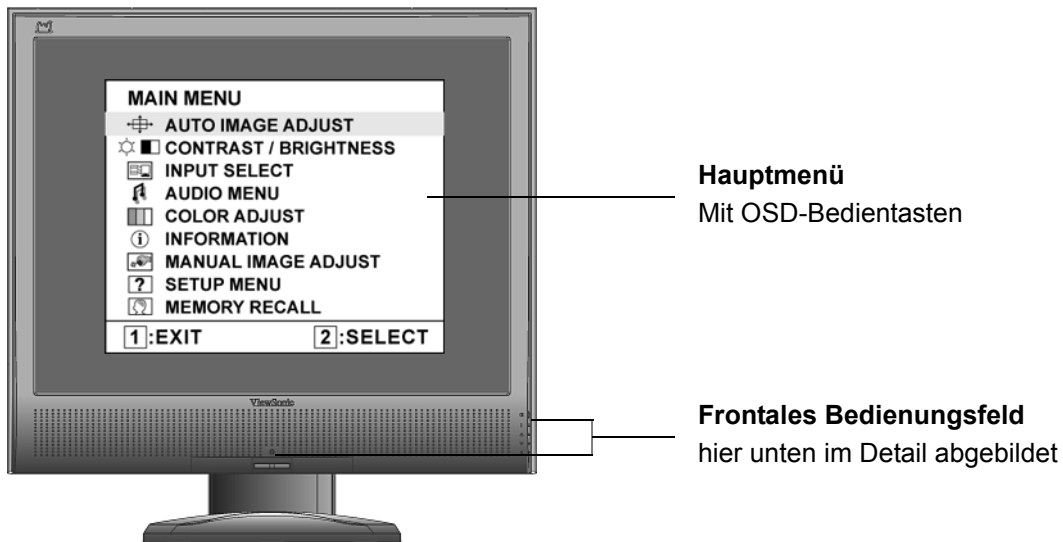 MAIN MENU
AUTO IMAGE ADJUST
CONTRAST / BRIGHTNESS
INPUT SELECT
AUDIO MENU
COLOR ADJUST
INFORMATION
MANUAL IMAGE ADJUST
SETUP MENU
MEMORY RECALL
1:EXIT 2:SELECT
ViewSonic
Hauptmenü
Mit OSD-Bedientasten
Frontales Bedienungsfeld
hier unten im Detail abgebildet